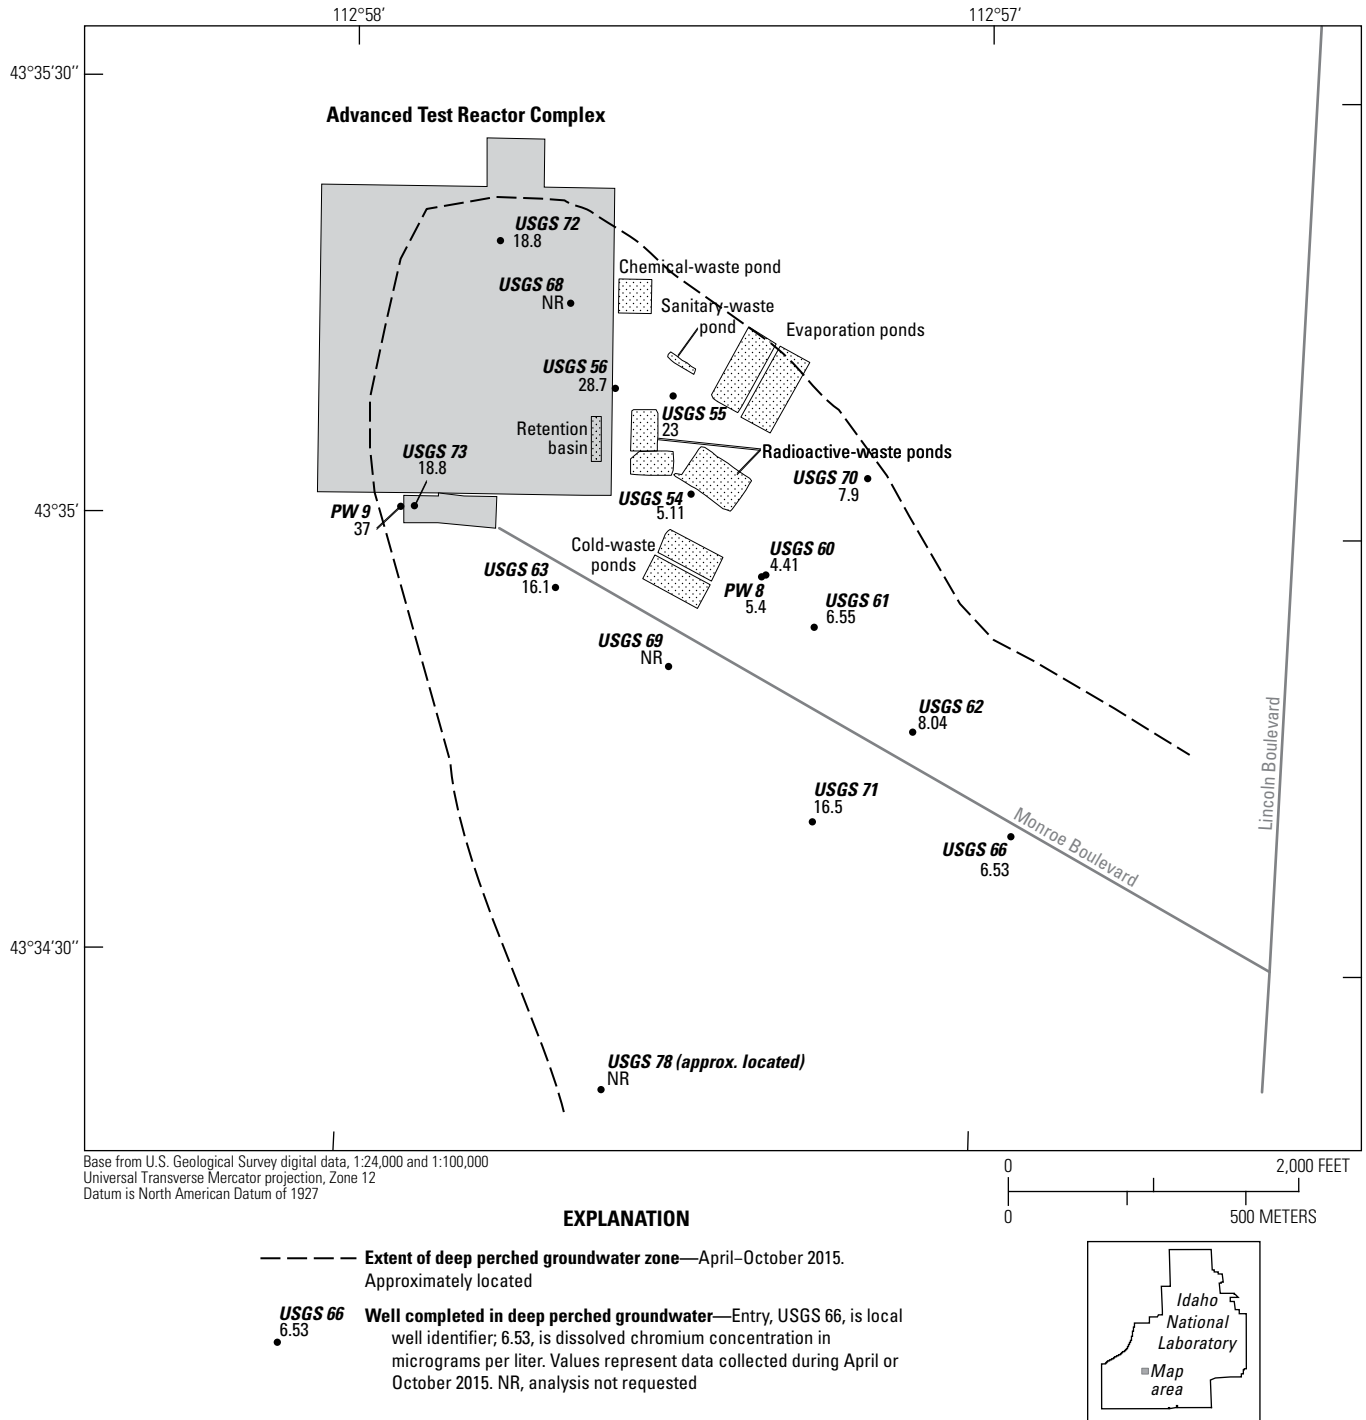 112°58’
112°57’
43°35’30’’
Advanced Test Reactor Complex
USGS 72
18.8
Chemical-waste pond
USGS 68
NR
Sanitary-waste
pond
Evaporation ponds
USGS 56
28.7
USGS 55
23
Retention
basin
USGS 73
18.8
Radioactive-waste ponds
USGS 70
7.9
USGS 54
5.11
43°35’
PW 9
37
Cold-waste
ponds
USGS 60
4.41
USGS 63
16.1
PW 8
5.4
USGS 61
6.55
USGS 69
NR
USGS 62
8.04
Lincoln Boulevard
USGS 71
16.5
Monroe Boulevard
USGS 66
6.53
43°34’30’’
USGS 78 (approx. located)
NR
Base from U.S. Geological Survey digital data, 1:24,000 and 1:100,000
Universal Transverse Mercator projection, Zone 12
Datum is North American Datum of 1927
0 2,000 FEET
0 500 METERS
EXPLANATION
Extent of deep perched groundwater zone—April–October 2015.
Approximately located
USGS 66
6.53
Well completed in deep perched groundwater—Entry, USGS 66, is local
well identifier; 6.53, is dissolved chromium concentration in
micrograms per liter. Values represent data collected during April or
October 2015. NR, analysis not requested
Idaho
National
Laboratory
Map
area